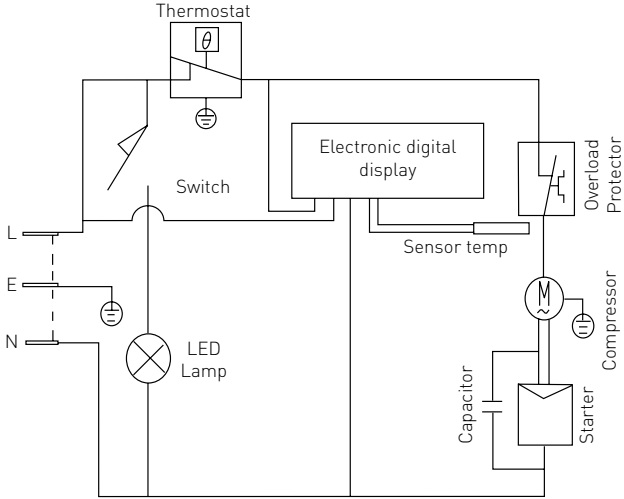 Thermostat
θ
Electronic digital
display
Overload
Protector
Switch
L
Sensor temp
E
M
~
Compressor
N
LED
Lamp
Capacitor
Starter